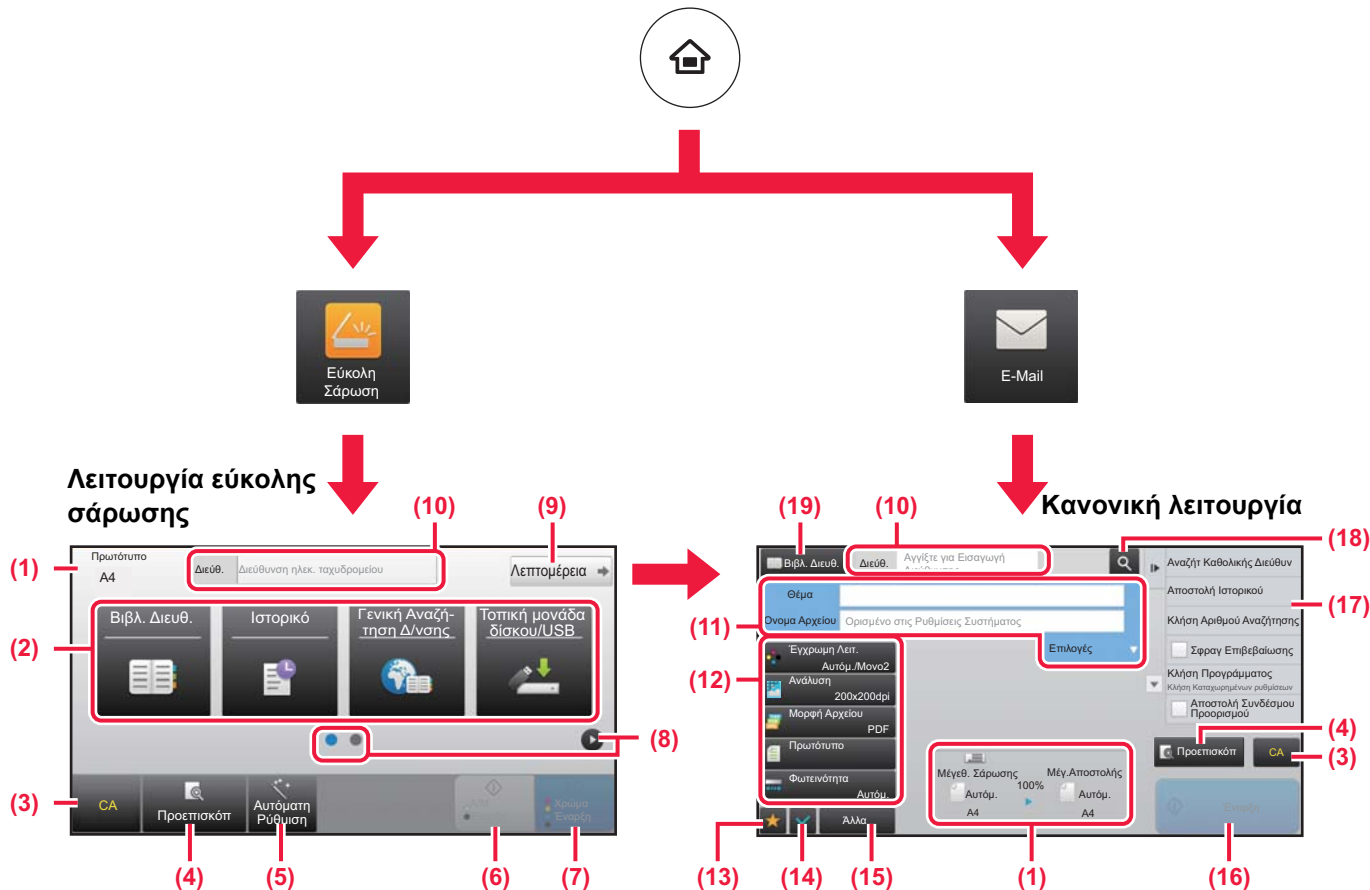 Εύκολη
Σάρωση
E-Mail
Λειτουργία εύκολης
σάρωσης
(10)
(9)
(1)
Πρωτότυπο
A4
Διεύθ.
Διεύθυνση ηλεκ. ταχυδρομείου
Λεπτομέρεια
(2)
Βιβλ. Διευθ.
Ιστορικό
Γενική Αναζή-
τηση Δ/νσης
Τοπική μονάδα
δίσκου/USB
(8)
(3)
CA
Προεπισκόπ
Αυτόματη
Ρύθμιση
Χρωμα
Έναρξη
(4)
(5)
(6)
(7)
Κανονική λειτουργία
(19)
(10)
(18)
Βιβλ. Διευθ.
Διεύθ.
Αγγίξτε για Εισαγωγή
Αναζήτ Καθολικής Διεύθυν
Αποστολή Ιστορικού
(17)
Κλήση Αριθμού Αναζήτησης
Σφραγ Επιβεβαίωσης
Κλήση Προγράμματος
Κλήση Καταχωρημένων ρυθμίσεων
Αποστολή Συνδέσμου
Προορισμού
(11)
Θέμα
Όνομα Αρχείου
Ορισμένο στις Ρυθμίσεις Συστήματος
Επιλογές
(12)
Έγχρωμη Λειτ.
Αυτόμ./Μονο2
Ανάλυση
200x200dpi
Μορφή Αρχείου
PDF
Πρωτότυπο
Φωτεινότητα
Αυτόμ.
(4)
Προεπισκόπ
CA
(3)
Μέγεθ. Σάρωσης
Μέγ.Αποστολής
100%
Αυτόμ.
Αυτόμ.
A4
A4
Άλλα
Έναρξη
(13)
(14)
(15)
(1)
(16)